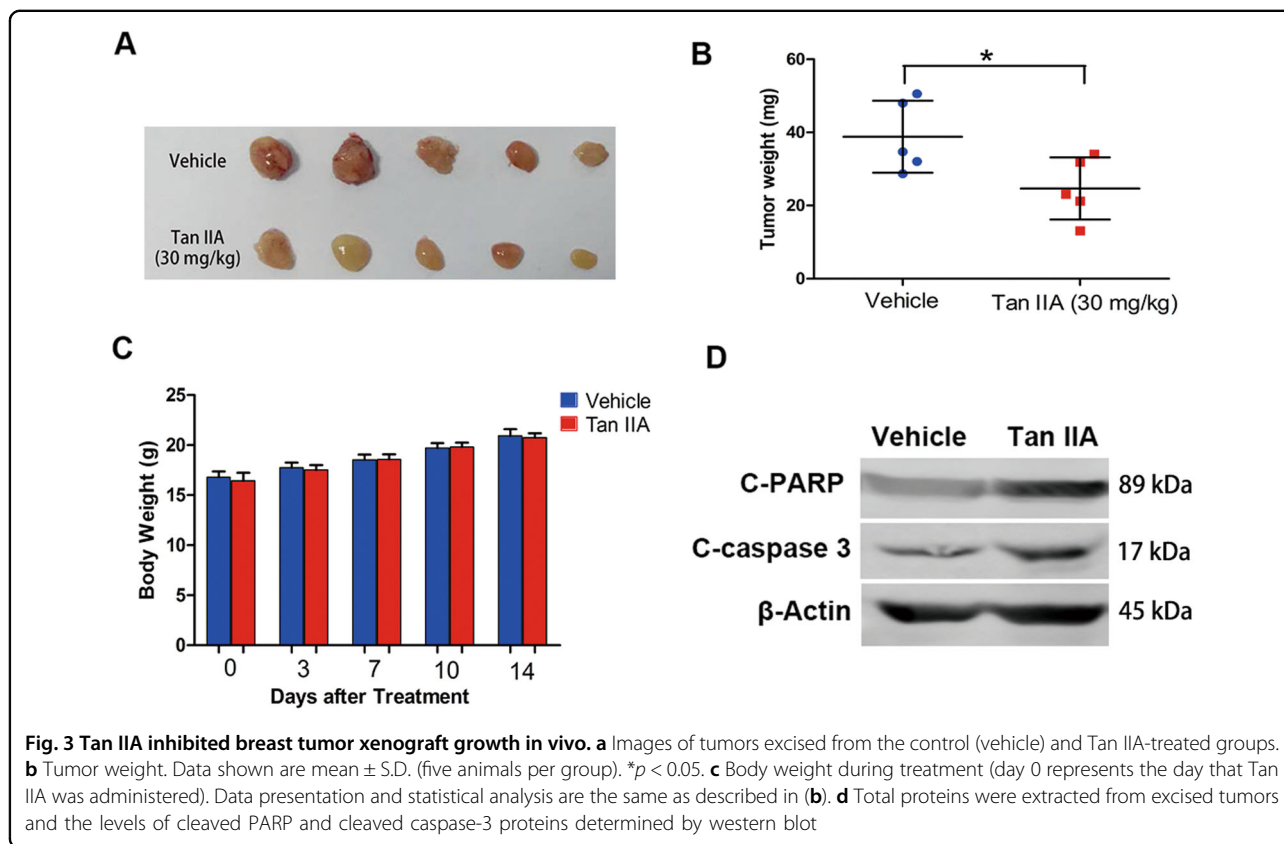 A
Vehicle
Tan IIA
(30 mg/kg)
B
Tumor weight (mg)
60
40
20
0
*
Vehicle
Tan IIA (30 mg/kg)
C
Body Weight (g)
25
20
15
10
5
0
Vehicle
Tan IIA
0 3 7 10 14
Days after Treatment
D
Vehicle Tan IIA
C-PARP 89 kDa
C-caspase 3 17 kDa
β-Actin 45 kDa
Fig. 3 Tan IIA inhibited breast tumor xenograft growth in vivo. a Images of tumors excised from the control (vehicle) and Tan IIA-treated groups.
b Tumor weight. Data shown are mean ± S.D. (five animals per group). *p < 0.05. c Body weight during treatment (day 0 represents the day that Tan
IIA was administered). Data presentation and statistical analysis are the same as described in (b). d Total proteins were extracted from excised tumors
and the levels of cleaved PARP and cleaved caspase-3 proteins determined by western blot